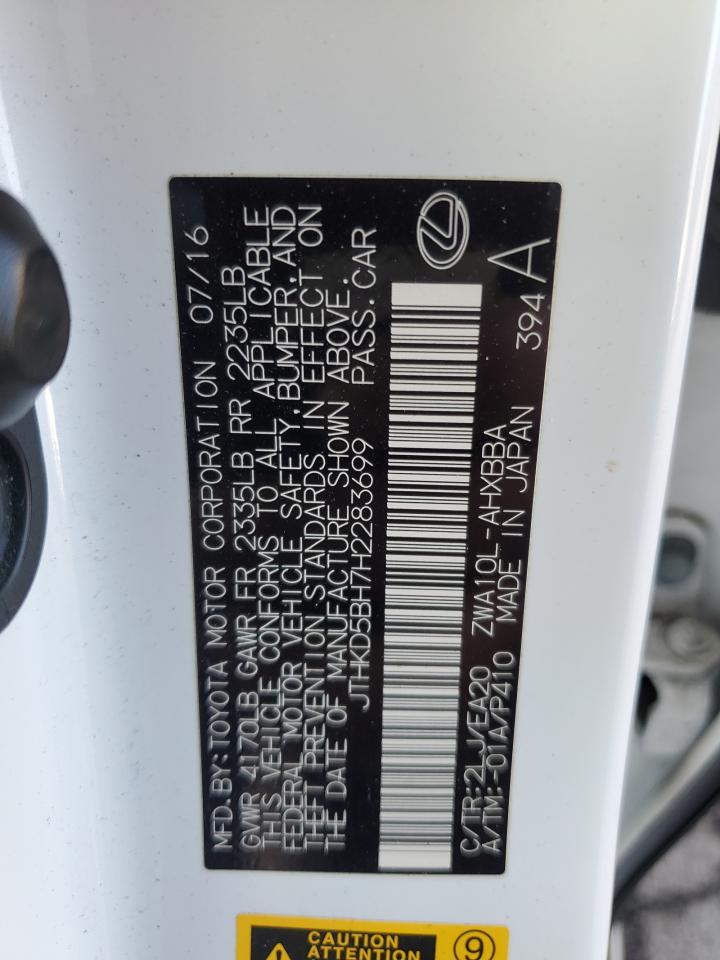 MFD. BY: TOYOTA MOTOR CORPORATION 07/16
GVWR 4170LB GAWR FR 2335LB RR 2235LB
THIS VEHICLE CONFORMS TO ALL APPLICABLE
FEDERAL MOTOR VEHICLE SAFETY, BUMPER, AND
THEFT PREVENTION STANDARDS IN EFFECT ON
THE DATE OF MANUFACTURE SHOWN ABOVE.
JTHKD5BH7H2283699 PASS. CAR
C/TR:2LJ/EA20 ZWA10L-AHXBBA 394 A
A/TM:-01A/P410 MADE IN JAPAN
CAUTION
ATTENTION
9